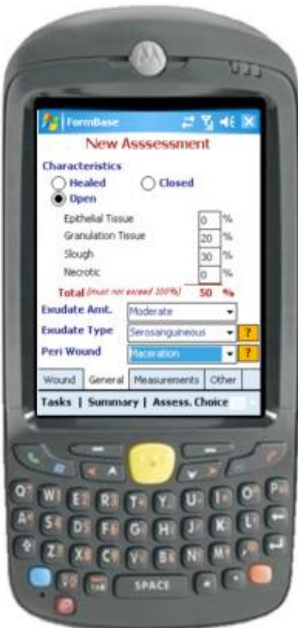 FormBase
New Asssessment
Characteristics
Healed Closed
Open
Epithelial Tissue 0 %
Granulation Tissue 20 %
Slough 30 %
Necrotic 0 %
Total (must not exceed 100%) 50 %
Exudate Amt. Moderate
Exudate Type Serosanguineous ?
Peri Wound Maceration ?
Wound General Measurements Other
Tasks | Summary | Assess. Choice
SPACE